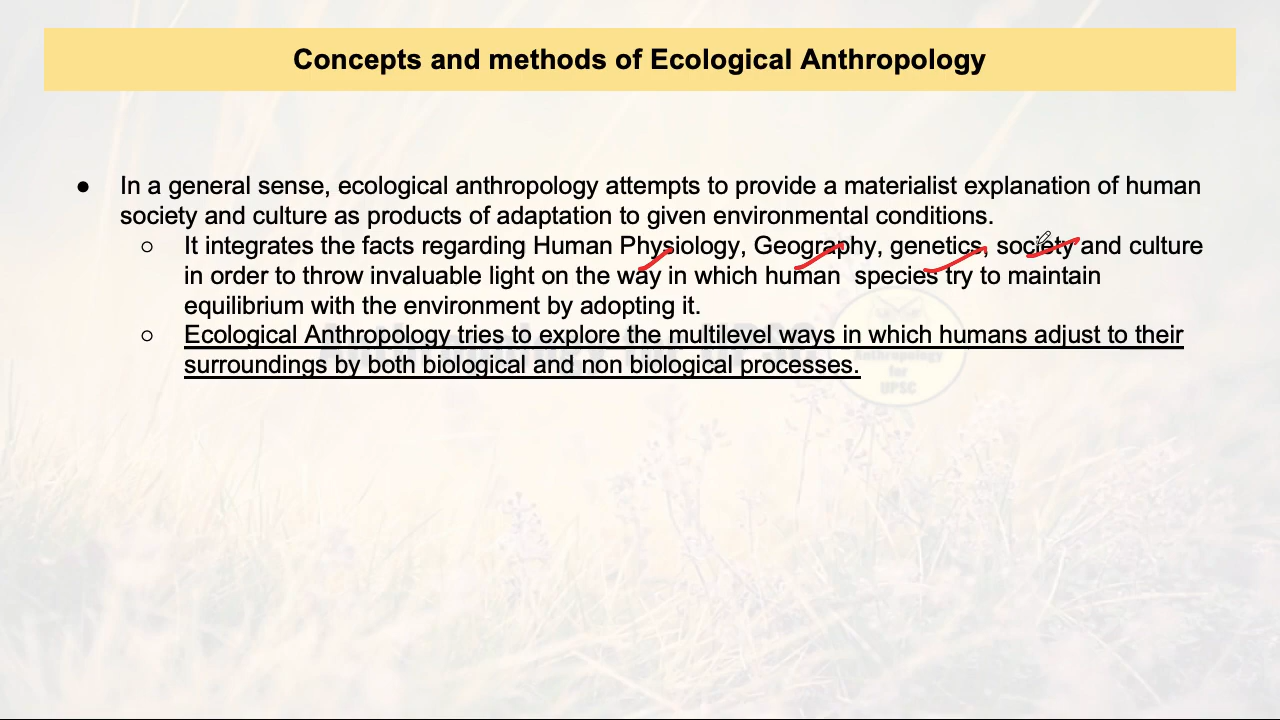 Concepts and methods of Ecological Anthropology
● In a general sense, ecological anthropology attempts to provide a materialist explanation of human
society and culture as products of adaptation to given environmental conditions.
○ It integrates the facts regarding Human Physiology, Geography, genetics, society and culture
in order to throw invaluable light on the way in which human  species try to maintain
equilibrium with the environment by adopting it.
○ Ecological Anthropology tries to explore the multilevel ways in which humans adjust to their
surroundings by both biological and non biological processes.
Anthropology
for
UPSC